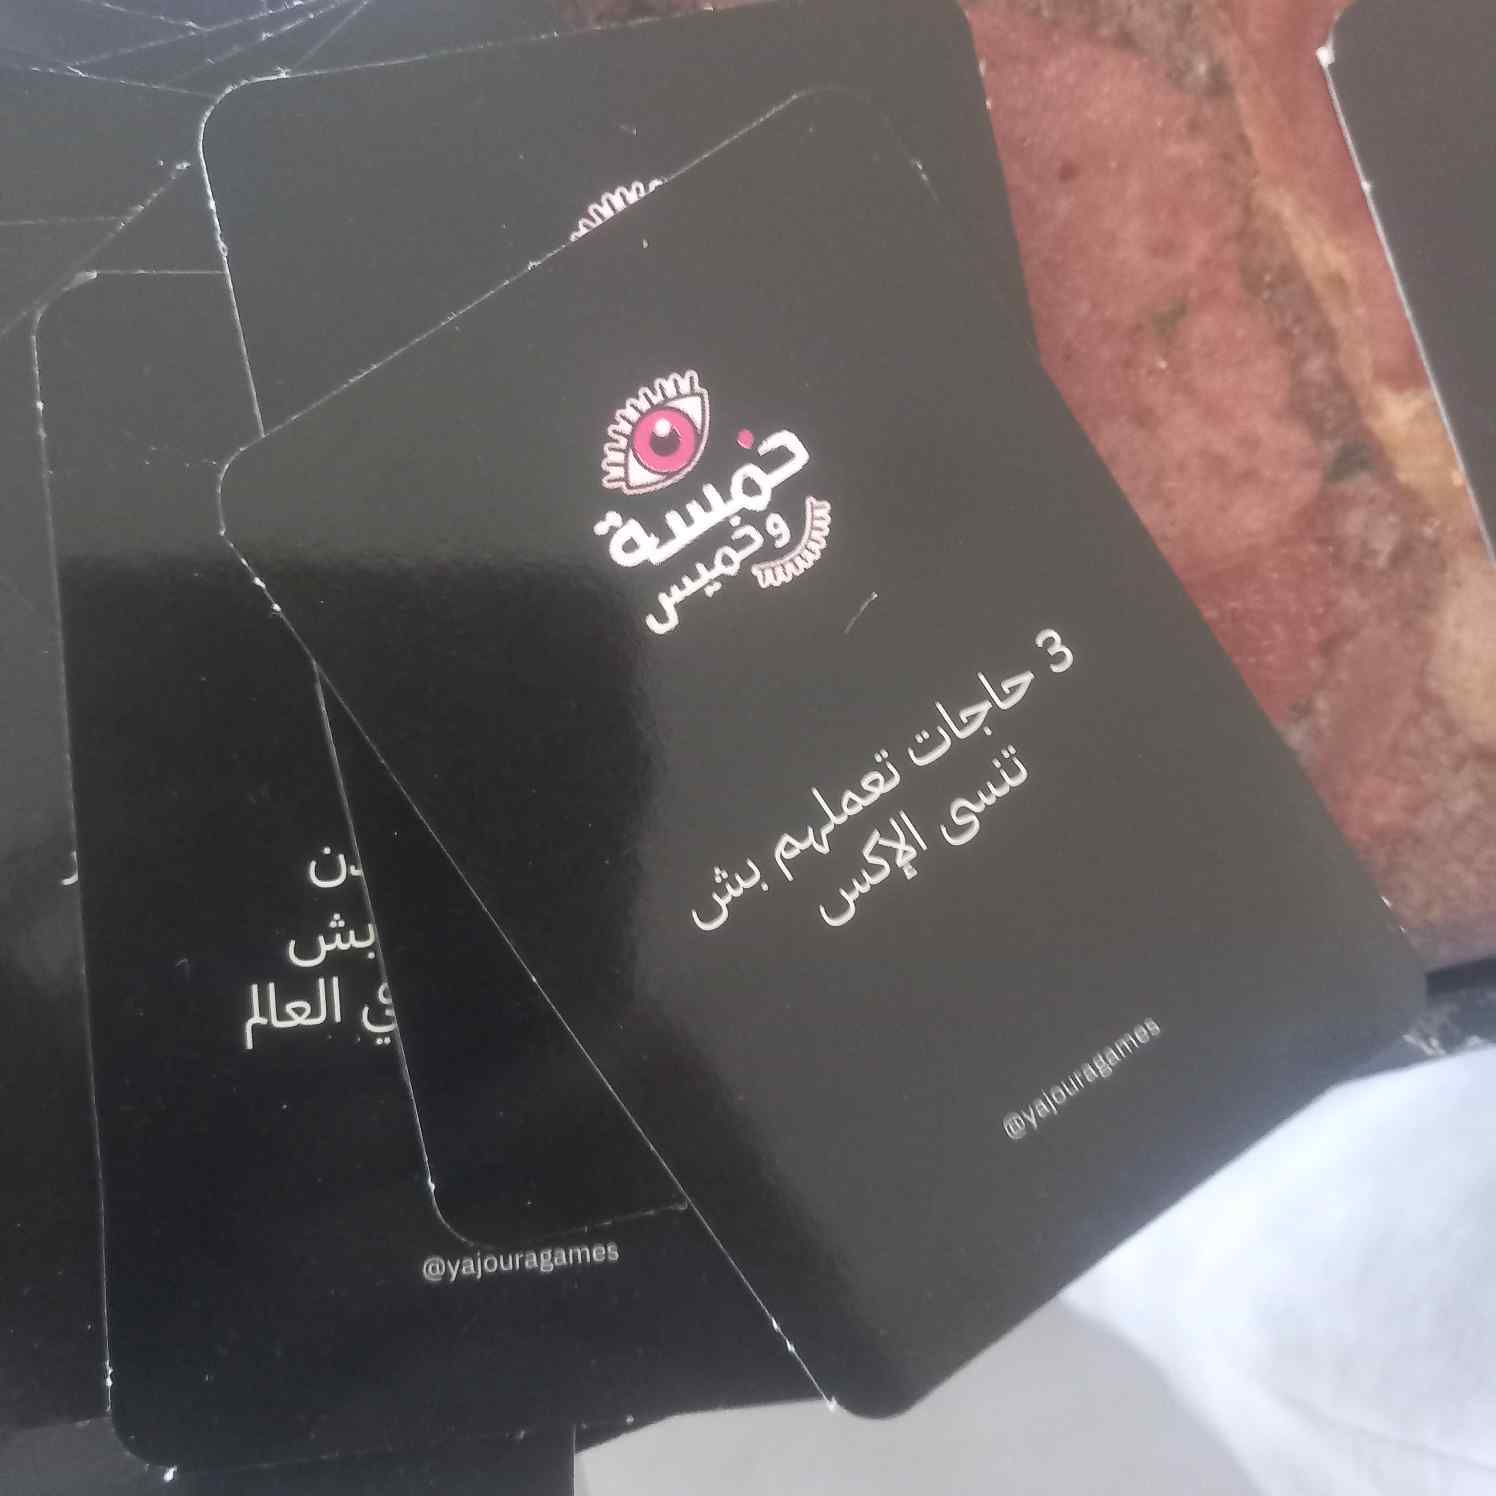 خمسة
وخميس
3 حاجات تعملهم بش
تنسى الإكس
@yajouragames
بش
العالم
@yajouragames